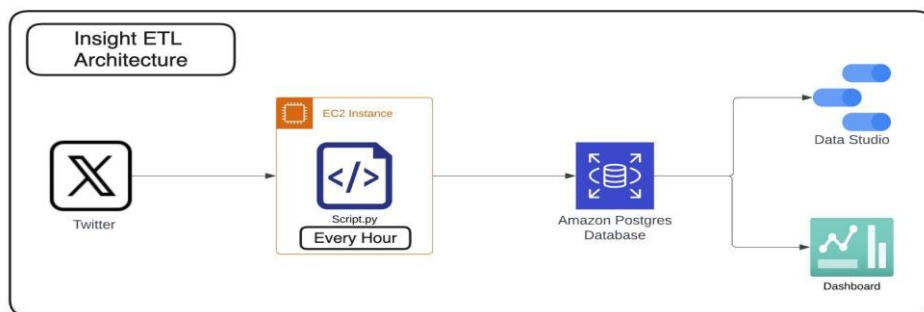 Insight ETL
Architecture
EC2 Instance
</>
Script.py
Every Hour
Twitter
Amazon Postgres
Database
Data Studio
Dashboard